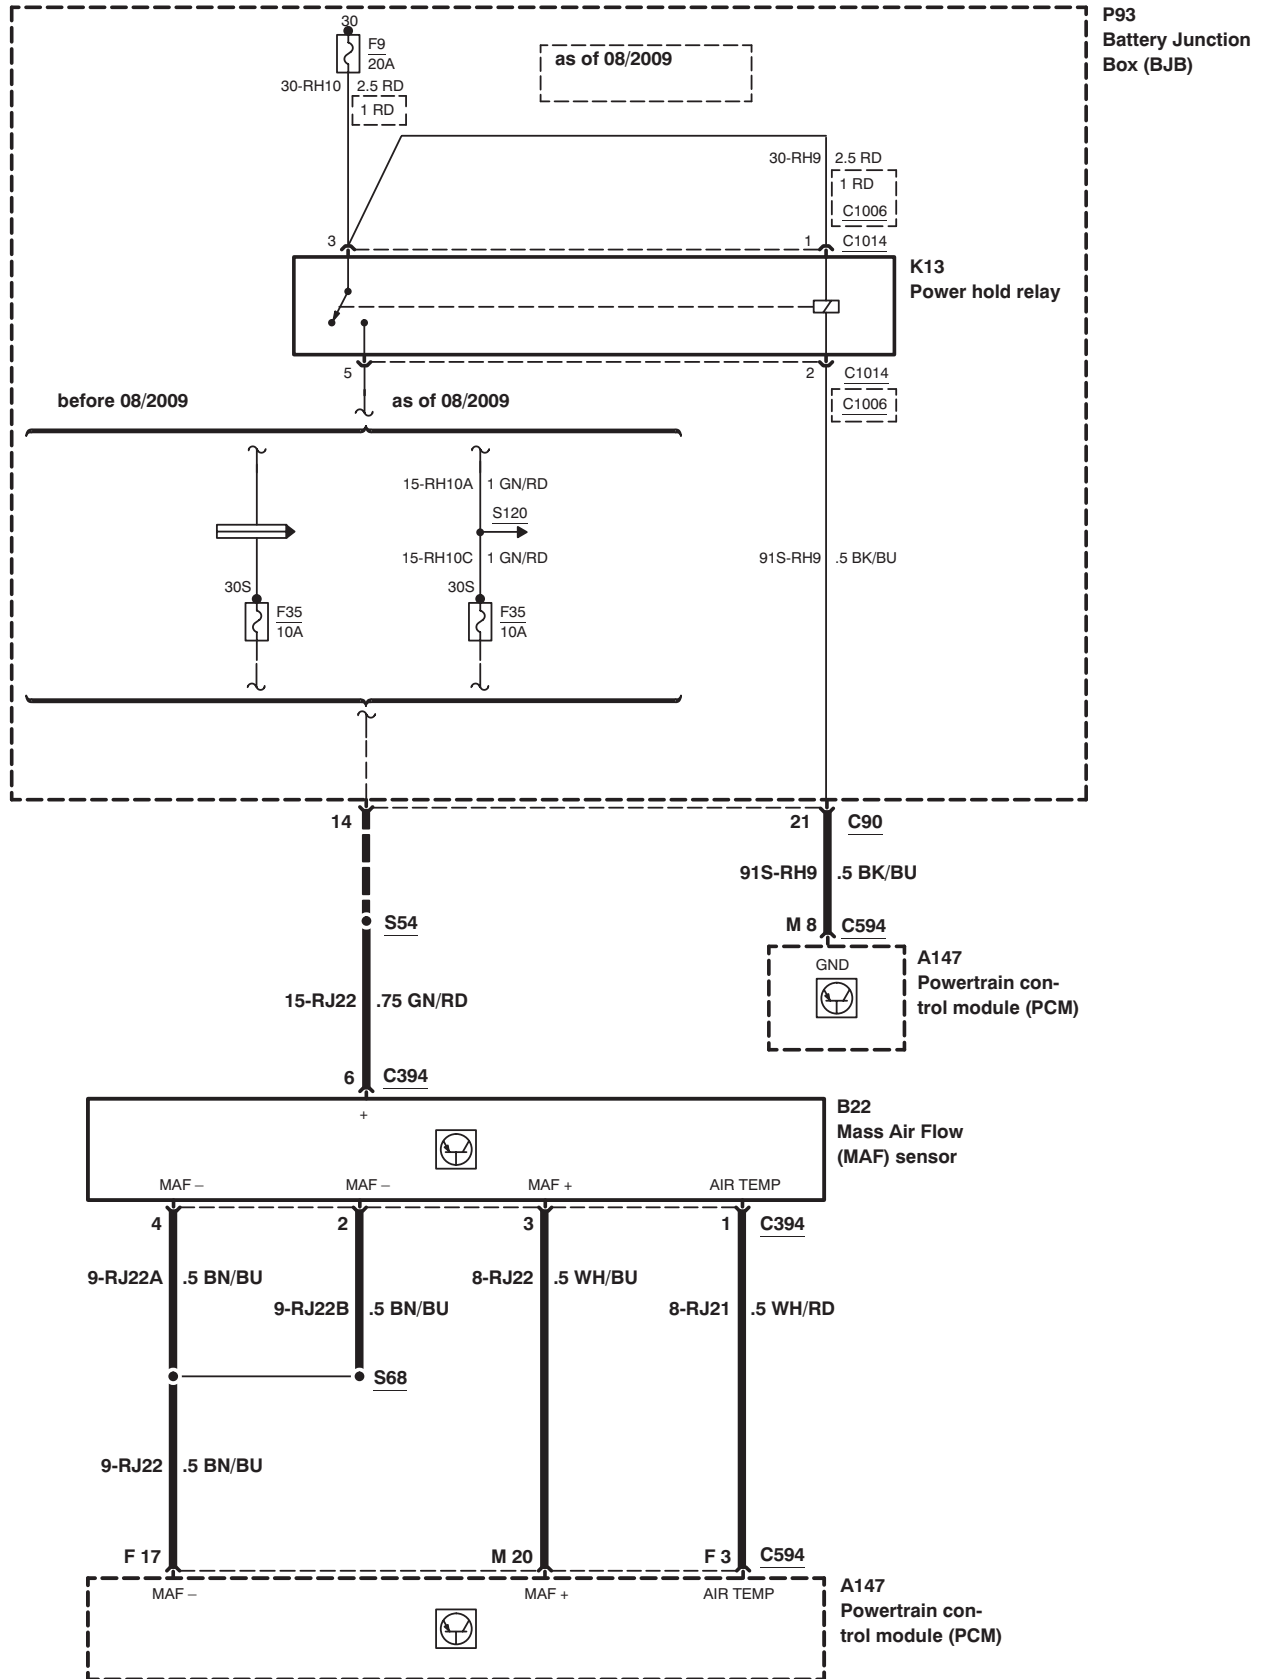 P93
Battery Junction
Box (BJB)
30
F9
20A
as of 08/2009
30-RH10 2.5 RD
1 RD
30-RH9 2.5 RD
1 RD
C1006
3 1 C1014
K13
Power hold relay
5 2 C1014
C1006
before 08/2009 as of 08/2009
15-RH10A 1 GN/RD
S120
15-RH10C 1 GN/RD
91S-RH9 .5 BK/BU
30S 30S
F35 F35
10A 10A
14 21 C90
91S-RH9 .5 BK/BU
S54
M 8 C594
GND
A147
Powertrain con-
trol module (PCM)
15-RJ22 .75 GN/RD
6 C394
+
B22
Mass Air Flow
(MAF) sensor
MAF – MAF – MAF + AIR TEMP
4 2 3 1 C394
9-RJ22A .5 BN/BU 8-RJ22 .5 WH/BU
9-RJ22B .5 BN/BU 8-RJ21 .5 WH/RD
S68
9-RJ22 .5 BN/BU
F 17 M 20 F 3 C594
MAF – MAF + AIR TEMP
A147
Powertrain con-
trol module (PCM)